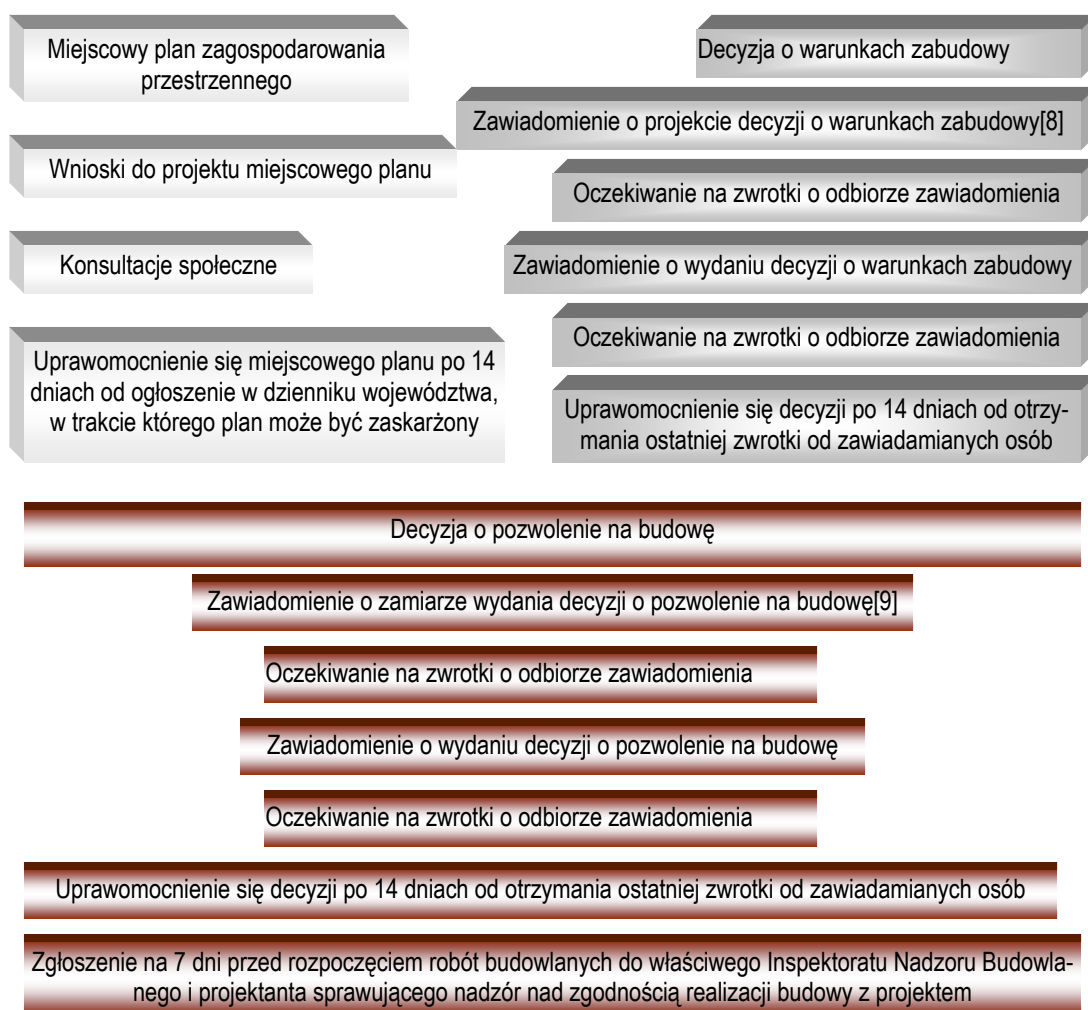 Miejscowy plan zagospodarowania
przestrzennego
Wnioski do projektu miejscowego planu
Konsultacje społeczne
Uprawomocnienie się miejscowego planu po 14
dniach od ogłoszenie w dzienniku województwa,
w trakcie którego plan może być zaskarżony
Decyzja o warunkach zabudowy
Zawiadomienie o projekcie decyzji o warunkach zabudowy[8]
Oczekiwanie na zwrotki o odbiorze zawiadomienia
Zawiadomienie o wydaniu decyzji o warunkach zabudowy
Oczekiwanie na zwrotki o odbiorze zawiadomienia
Uprawomocnienie się decyzji po 14 dniach od otrzy-
mania ostatniej zwrotki od zawiadamianych osób
Decyzja o pozwolenie na budowę
Zawiadomienie o zamiarze wydania decyzji o pozwolenie na budowę[9]
Oczekiwanie na zwrotki o odbiorze zawiadomienia
Zawiadomienie o wydaniu decyzji o pozwolenie na budowę
Oczekiwanie na zwrotki o odbiorze zawiadomienia
Uprawomocnienie się decyzji po 14 dniach od otrzymania ostatniej zwrotki od zawiadamianych osób
Zgłoszenie na 7 dni przed rozpoczęciem robót budowlanych do właściwego Inspektoratu Nadzoru Budowla-
nego i projektanta sprawującego nadzór nad zgodnością realizacji budowy z projektem